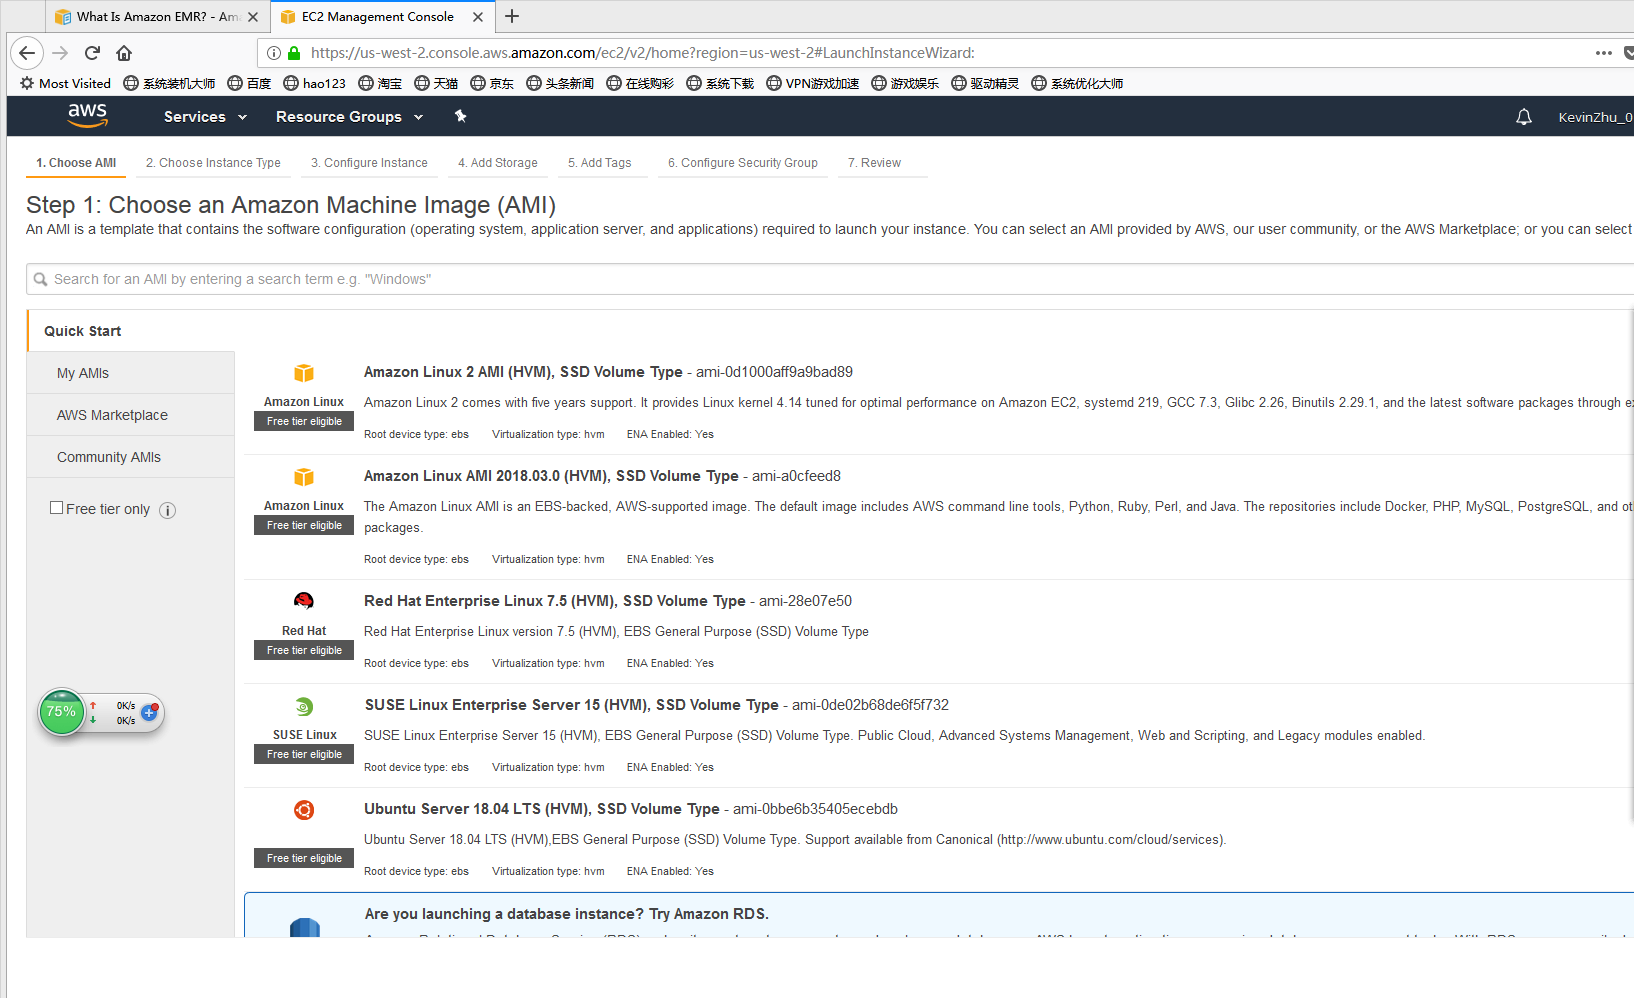 What Is Amazon EMR? - Am
EC2 Management Console
https://us-west-2.console.aws.amazon.com/ec2/v2/home?region=us-west-2#LaunchInstanceWizard:
Most Visited 系统装机大师 百度 hao123 淘宝 天猫 京东 头条新闻 在线购彩 系统下载 VPN游戏加速 游戏娱乐 驱动精灵 系统优化大师
aws Services Resource Groups KevinZhu_0
1. Choose AMI 2. Choose Instance Type 3. Configure Instance 4. Add Storage 5. Add Tags 6. Configure Security Group 7. Review
Step 1: Choose an Amazon Machine Image (AMI)
An AMI is a template that contains the software configuration (operating system, application server, and applications) required to launch your instance. You can select an AMI provided by AWS, our user community, or the AWS Marketplace; or you can select
Search for an AMI by entering a search term e.g. "Windows"
Quick Start
My AMIs
AWS Marketplace
Community AMIs
Free tier only
75% 0K/s
0K/s
Amazon Linux
Free tier eligible
Amazon Linux 2 AMI (HVM), SSD Volume Type - ami-0d1000aff9a9bad89
Amazon Linux 2 comes with five years support. It provides Linux kernel 4.14 tuned for optimal performance on Amazon EC2, systemd 219, GCC 7.3, Glibc 2.26, Binutils 2.29.1, and the latest software packages through
Root device type: ebs Virtualization type: hvm ENA Enabled: Yes
Amazon Linux
Free tier eligible
Amazon Linux AMI 2018.03.0 (HVM), SSD Volume Type - ami-a0cfeed8
The Amazon Linux AMI is an EBS-backed, AWS-supported image. The default image includes AWS command line tools, Python, Ruby, Perl, and Java. The repositories include Docker, PHP, MySQL, PostgreSQL, and
packages.
Root device type: ebs Virtualization type: hvm ENA Enabled: Yes
Red Hat
Free tier eligible
Red Hat Enterprise Linux 7.5 (HVM), SSD Volume Type - ami-28e07e50
Red Hat Enterprise Linux version 7.5 (HVM), EBS General Purpose (SSD) Volume Type
Root device type: ebs Virtualization type: hvm ENA Enabled: Yes
SUSE Linux
Free tier eligible
SUSE Linux Enterprise Server 15 (HVM), SSD Volume Type - ami-0de02b68de6f5f732
SUSE Linux Enterprise Server 15 (HVM), EBS General Purpose (SSD) Volume Type. Public Cloud, Advanced Systems Management, Web and Scripting, and Legacy modules enabled.
Root device type: ebs Virtualization type: hvm ENA Enabled: Yes
Free tier eligible
Ubuntu Server 18.04 LTS (HVM), SSD Volume Type - ami-0bbe6b35405ecebdb
Ubuntu Server 18.04 LTS (HVM),EBS General Purpose (SSD) Volume Type. Support available from Canonical (http://www.ubuntu.com/cloud/services).
Root device type: ebs Virtualization type: hvm ENA Enabled: Yes
Are you launching a database instance? Try Amazon RDS.